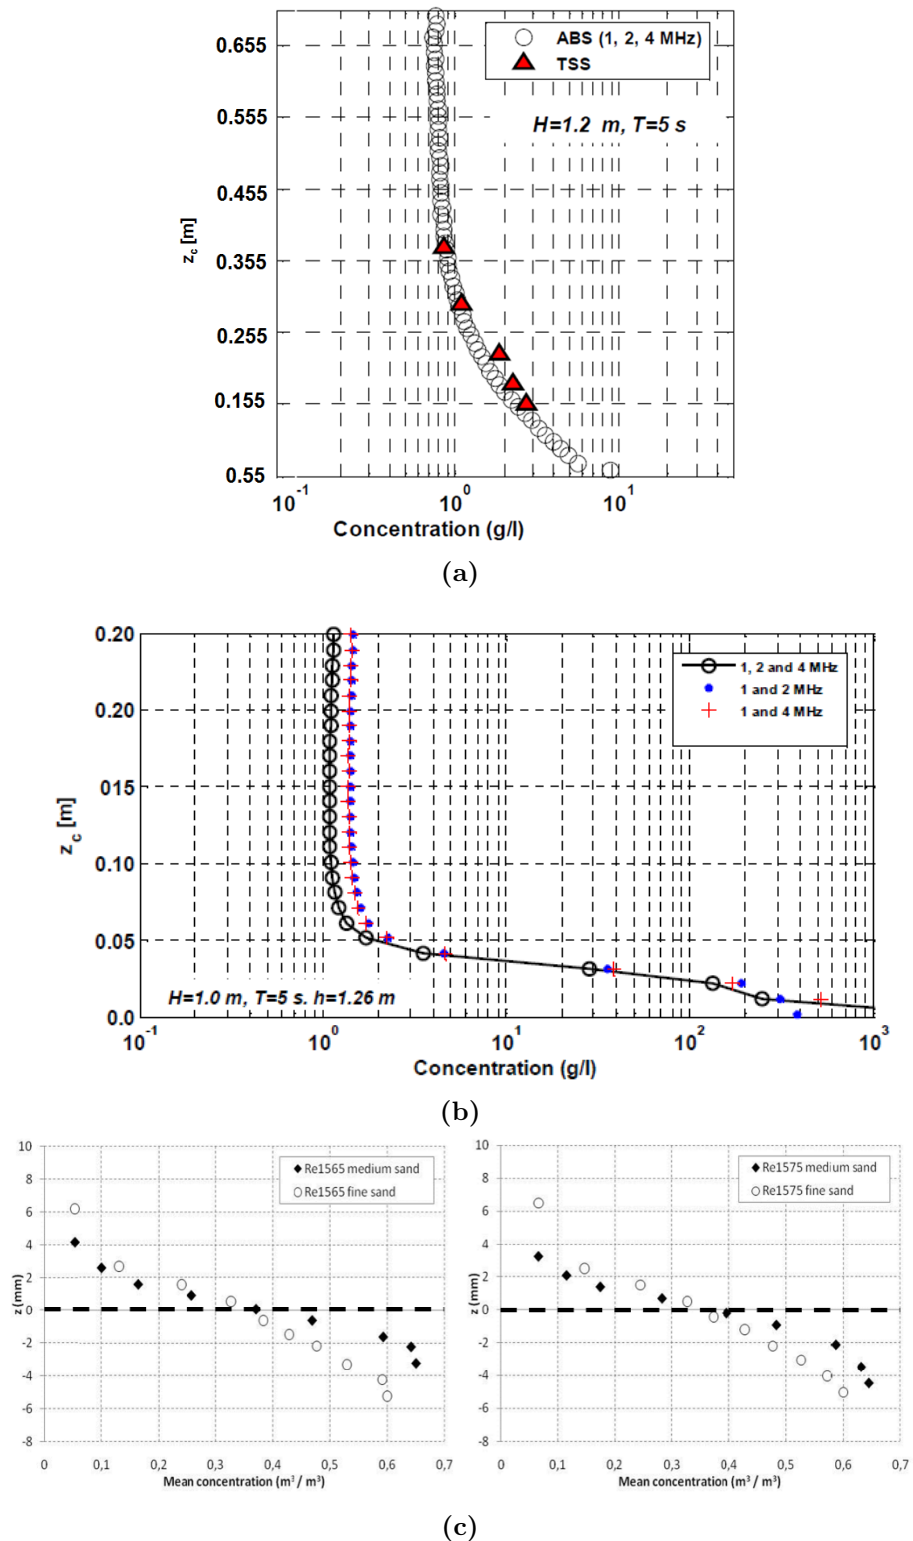 ABS (1, 2, 4 MHz)
TSS
H=1.2 m, T=5 s
0.655
0.555
0.455
0.355
0.255
0.155
0.55
z_c [m]
10^-1
10^0
10^1
Concentration (g/l)
(a)
0.20
0.20
015
0.10
0.05
0.0
z_c [m]
1, 2 and 4 MHz
1 and 2 MHz
1 and 4 MHz
H=1.0 m, T=5 s. h=1.26 m
10^-1
10^0
10^1
10^2
10^3
Concentration (g/l)
(b)
10
8
6
4
2
0
-2
-4
-6
-8
z (mm)
Re1565 medium sand
Re1565 fine sand
0 0,1 0,2 0,3 0,4 0,5 0,6 0,7
Mean concentration (m³ / m³)
10
8
6
4
2
0
-2
-4
-6
-8
z (mm)
Re1575 medium sand
Re1575 fine sand
0 0,1 0,2 0,3 0,4 0,5 0,6 0,7
Mean concentration (m³ / m³)
(c)